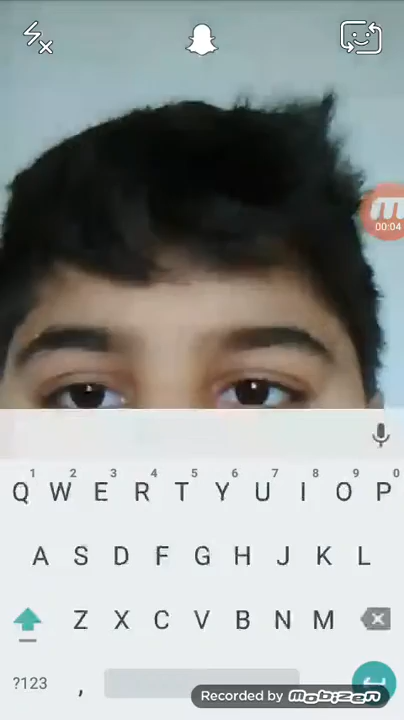 00:04
1 2 3 4 5 6 7 8 9 0
Q W E R T Y U I O P
A S D F G H J K L
Z X C V B N M
?123 ,
Recorded by mobizen